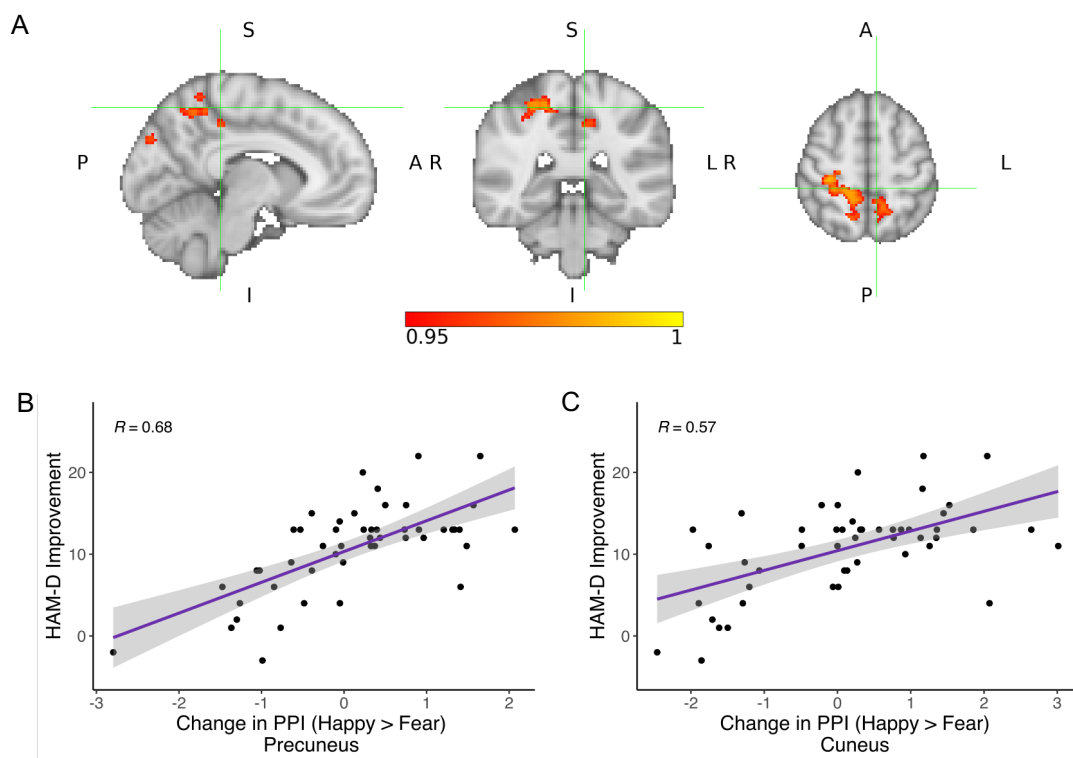 A
S
S
A
P
A R
L R
L
I
I
P
0.95
1
B
R = 0.68
HAM-D Improvement
20
10
0
-3
-2
-1
0
1
2
Change in PPI (Happy > Fear)
Precuneus
C
R = 0.57
HAM-D Improvement
20
10
0
-2
-1
0
1
2
3
Change in PPI (Happy > Fear)
Cuneus